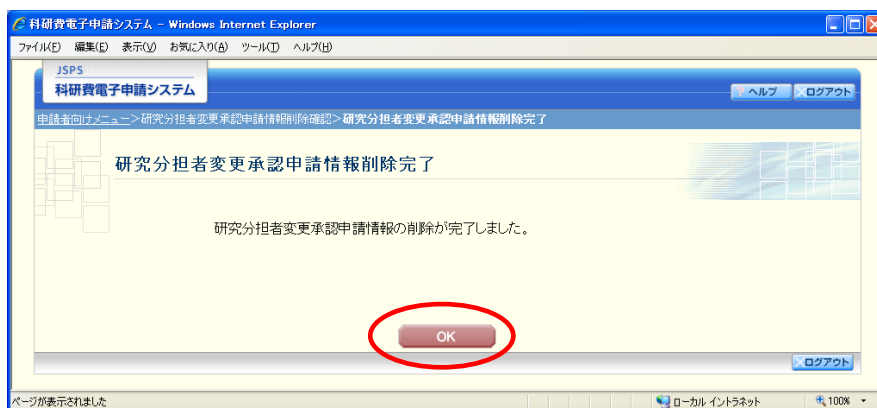 科研費電子申請システム - Windows Internet Explorer
ファイル(F) 編集(E) 表示(V) お気に入り(A) ツール(T) ヘルプ(H)
JSPS
科研費電子申請システム
? ヘルプ ログアウト
申請者向けメニュー>研究分担者変更承認申請情報削除確認>研究分担者変更承認申請情報削除完了
研究分担者変更承認申請情報削除完了
研究分担者変更承認申請情報の削除が完了しました。
OK
ログアウト
ページが表示されました ローカル イントラネット 100%